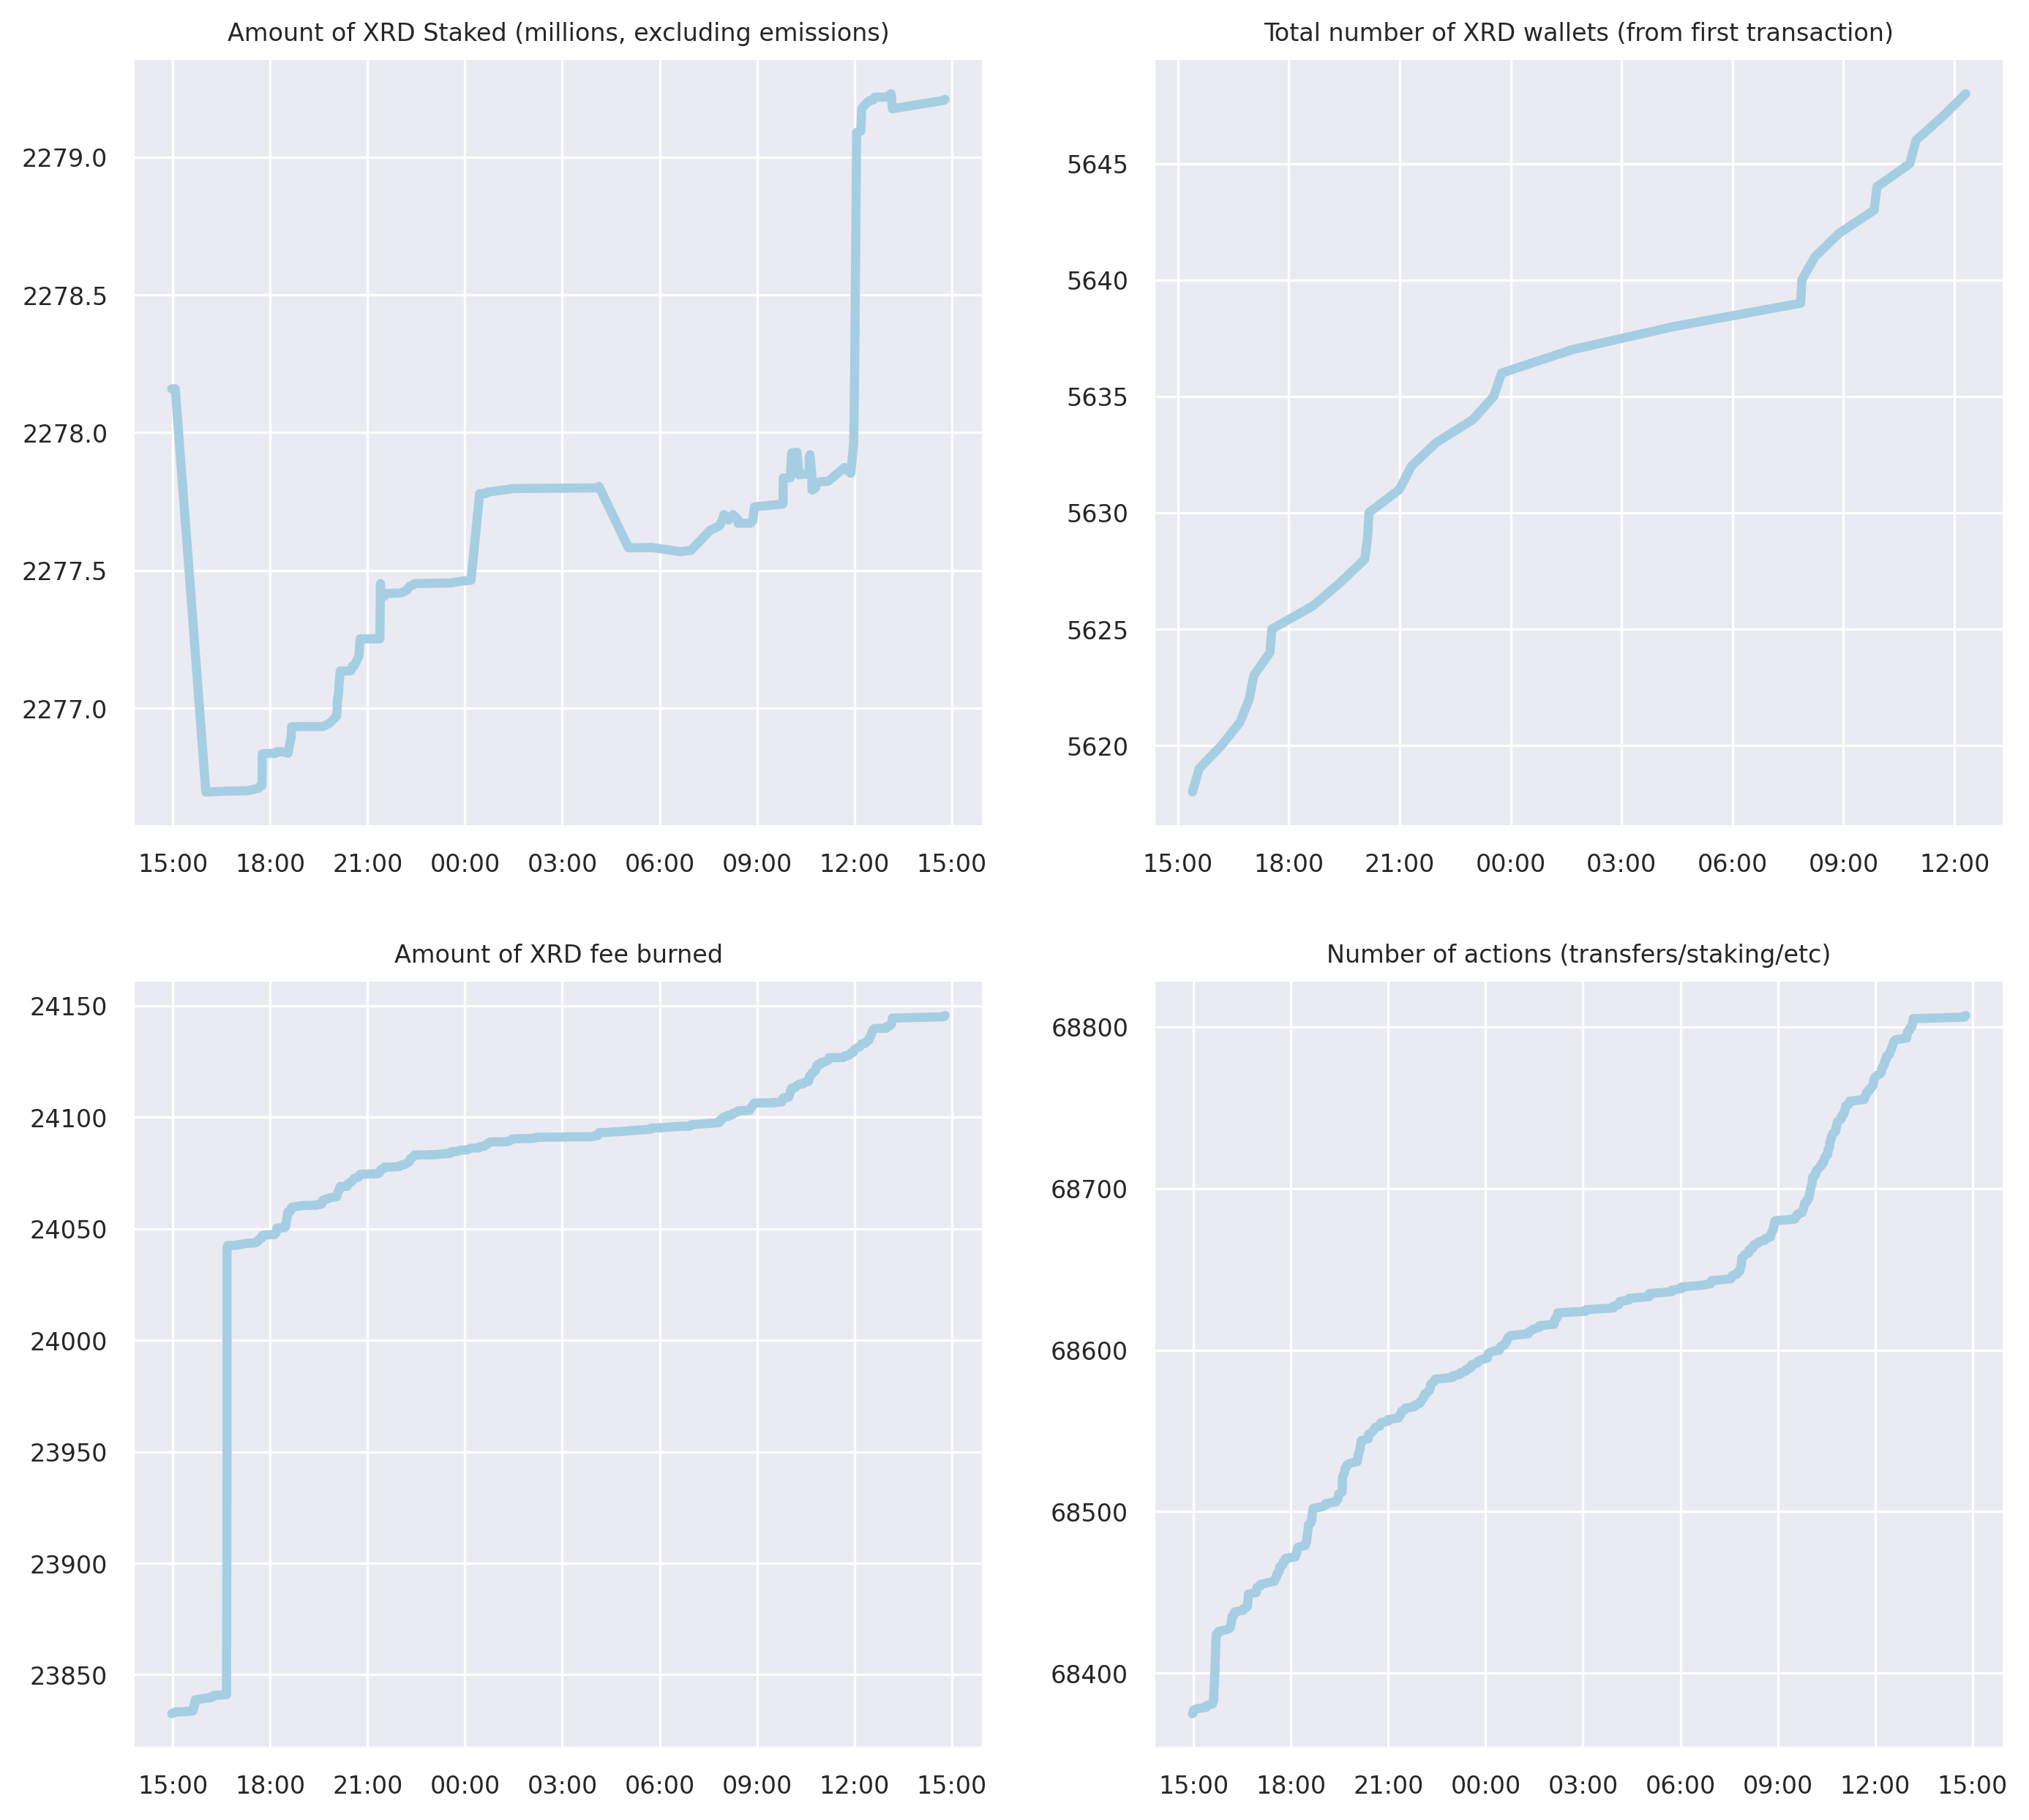 Amount of XRD Staked (millions, excluding emissions)
2279.0
2278.5
2278.0
2277.5
2277.0
15:00 18:00 21:00 00:00 03:00 06:00 09:00 12:00 15:00
Total number of XRD wallets (from first transaction)
5645
5640
5635
5630
5625
5620
15:00 18:00 21:00 00:00 03:00 06:00 09:00 12:00
Amount of XRD fee burned
24150
24100
24050
24000
23950
23900
23850
15:00 18:00 21:00 00:00 03:00 06:00 09:00 12:00 15:00
Number of actions (transfers/staking/etc)
68800
68700
68600
68500
68400
15:00 18:00 21:00 00:00 03:00 06:00 09:00 12:00 15:00